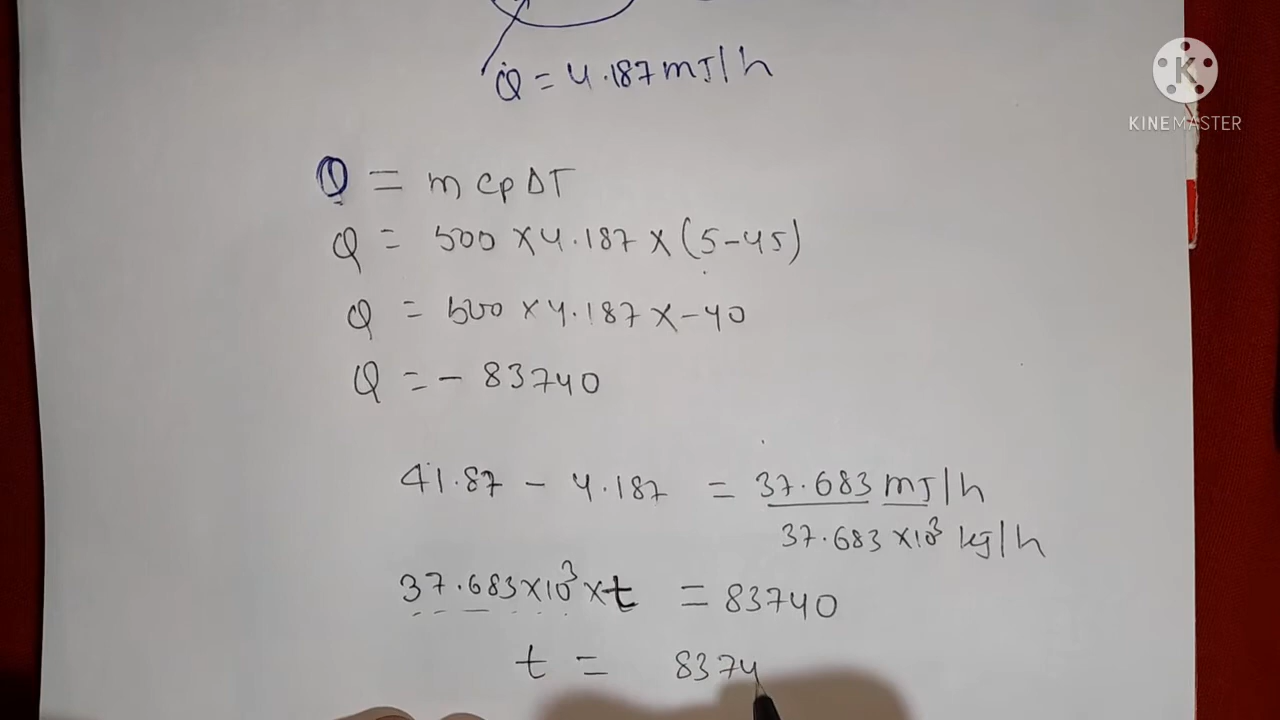 Q̇ = 4.187 mJ/h
KINEMASTER
Q = m Cp ΔT
Q = 500 × 4.187 × (5-45)
Q = 500 × 4.187 × -40
Q = - 83740
41.87 - 4.187 = 37.683 mJ/h
37.683 × 10³ kJ/h
37.683×10³ × t = 83740
t = 8374